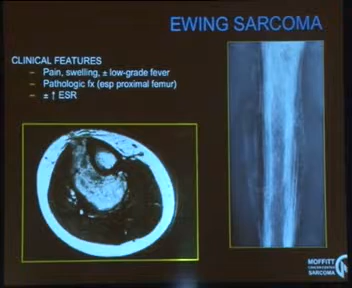 EWING SARCOMA
CLINICAL FEATURES
– Pain, swelling, ± low-grade fever
– Pathologic fx (esp proximal femur)
– ± ↑ ESR
MOFFITT
SARCOMA